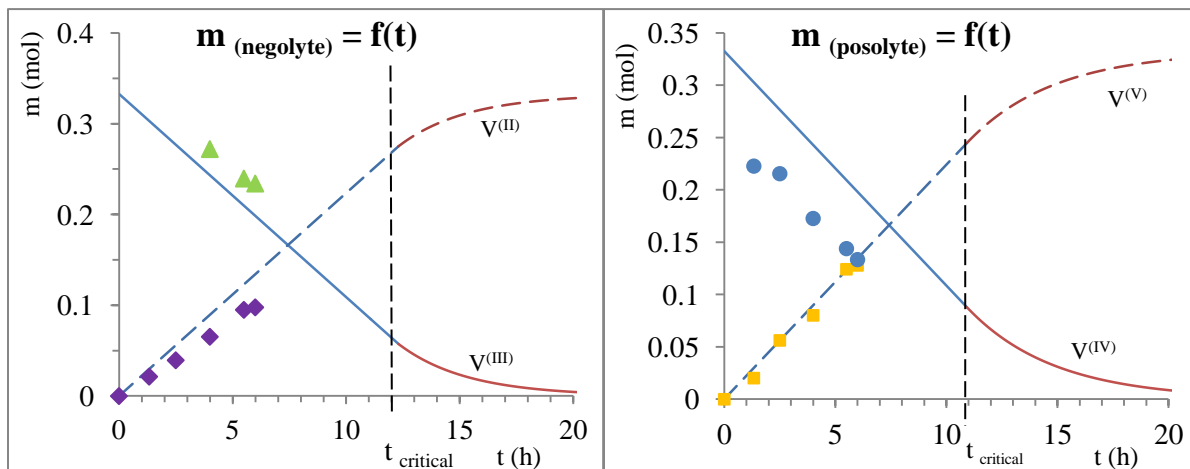 m (negolyte) = f(t)
m (mol)
0.4
0.3
0.2
0.1
0
V(II)
V(III)
0
5
10
15
20
t critical
t (h)
m (posolyte) = f(t)
m (mol)
0.35
0.3
0.25
0.2
0.15
0.1
0.05
0
V(V)
V(IV)
0
5
10
15
20
t critical
t (h)